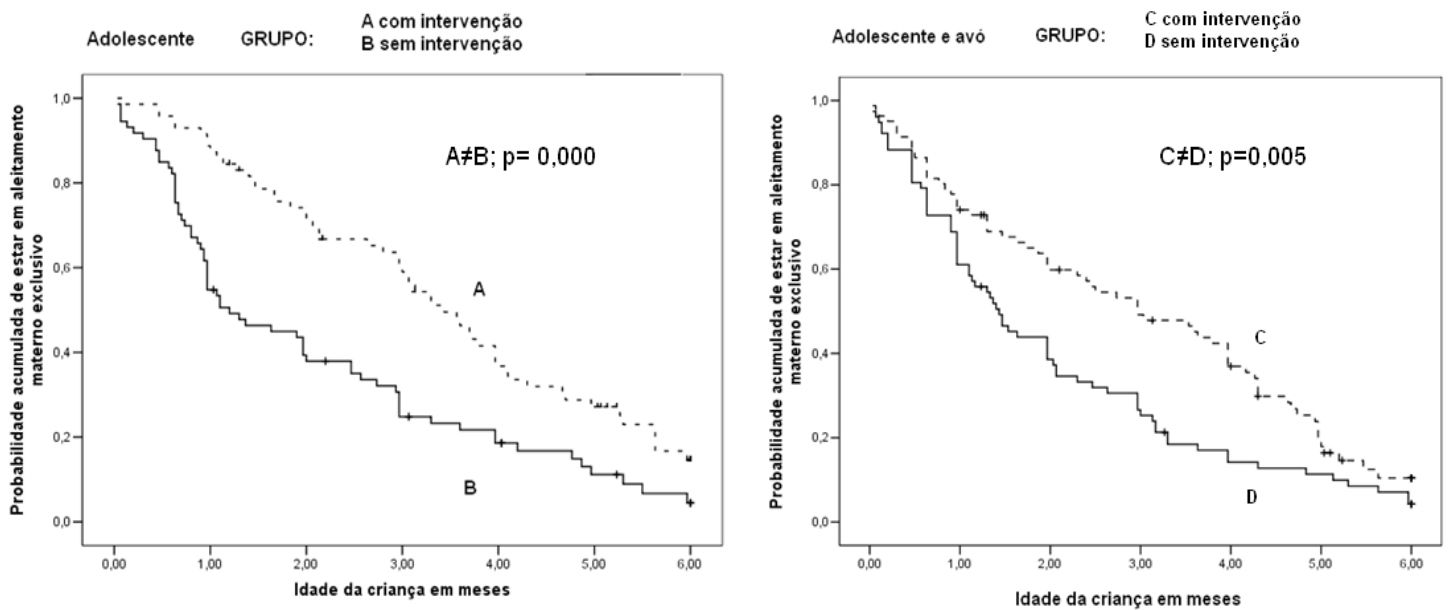 Adolescente GRUPO: A com intervenção
B sem intervenção
Probabilidade acumulada de estar em aleitamento
materno exclusivo
1,0
0,8
0,6
0,4
0,2
0,0
A≠B; p= 0,000
A
B
0,00 1,00 2,00 3,00 4,00 5,00 6,00
Idade da criança em meses
Adolescente e avó GRUPO: C com intervenção
D sem intervenção
Probabilidade acumulada de estar em aleitamento
materno exclusivo
1,0
0,8
0,6
0,4
0,2
0,0
C≠D; p=0,005
C
D
0,00 1,00 2,00 3,00 4,00 5,00 6,00
Idade da criança em meses